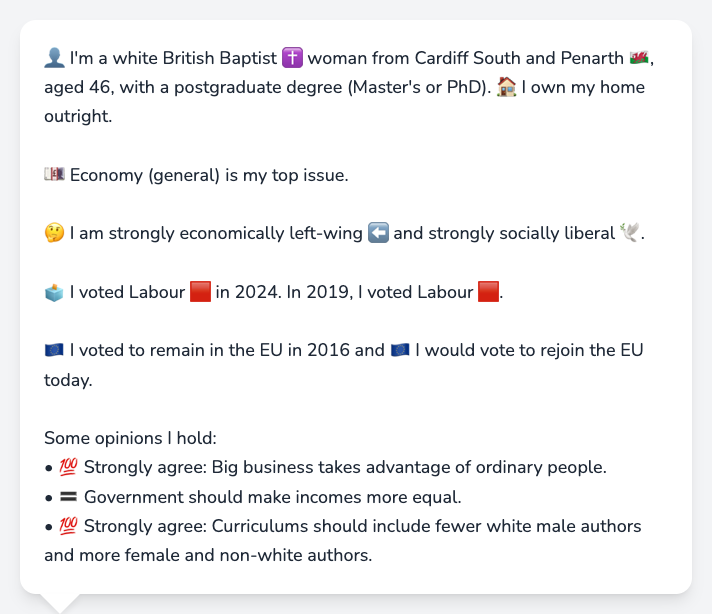 👤 I'm a white British Baptist ✝️ woman from Cardiff South and Penarth 🏴󠁧󠁢󠁷󠁬󠁳󠁿,
aged 46, with a postgraduate degree (Master's or PhD). 🏠 I own my home
outright.
💷 Economy (general) is my top issue.
🤔 I am strongly economically left-wing ⬅️ and strongly socially liberal 🕊️.
🗳️ I voted Labour 🟥 in 2024. In 2019, I voted Labour 🟥.
🇪🇺 I voted to remain in the EU in 2016 and 🇪🇺 I would vote to rejoin the EU
today.
Some opinions I hold:
• 💯 Strongly agree: Big business takes advantage of ordinary people.
• 🟰 Government should make incomes more equal.
• 💯 Strongly agree: Curriculums should include fewer white male authors
and more female and non-white authors.